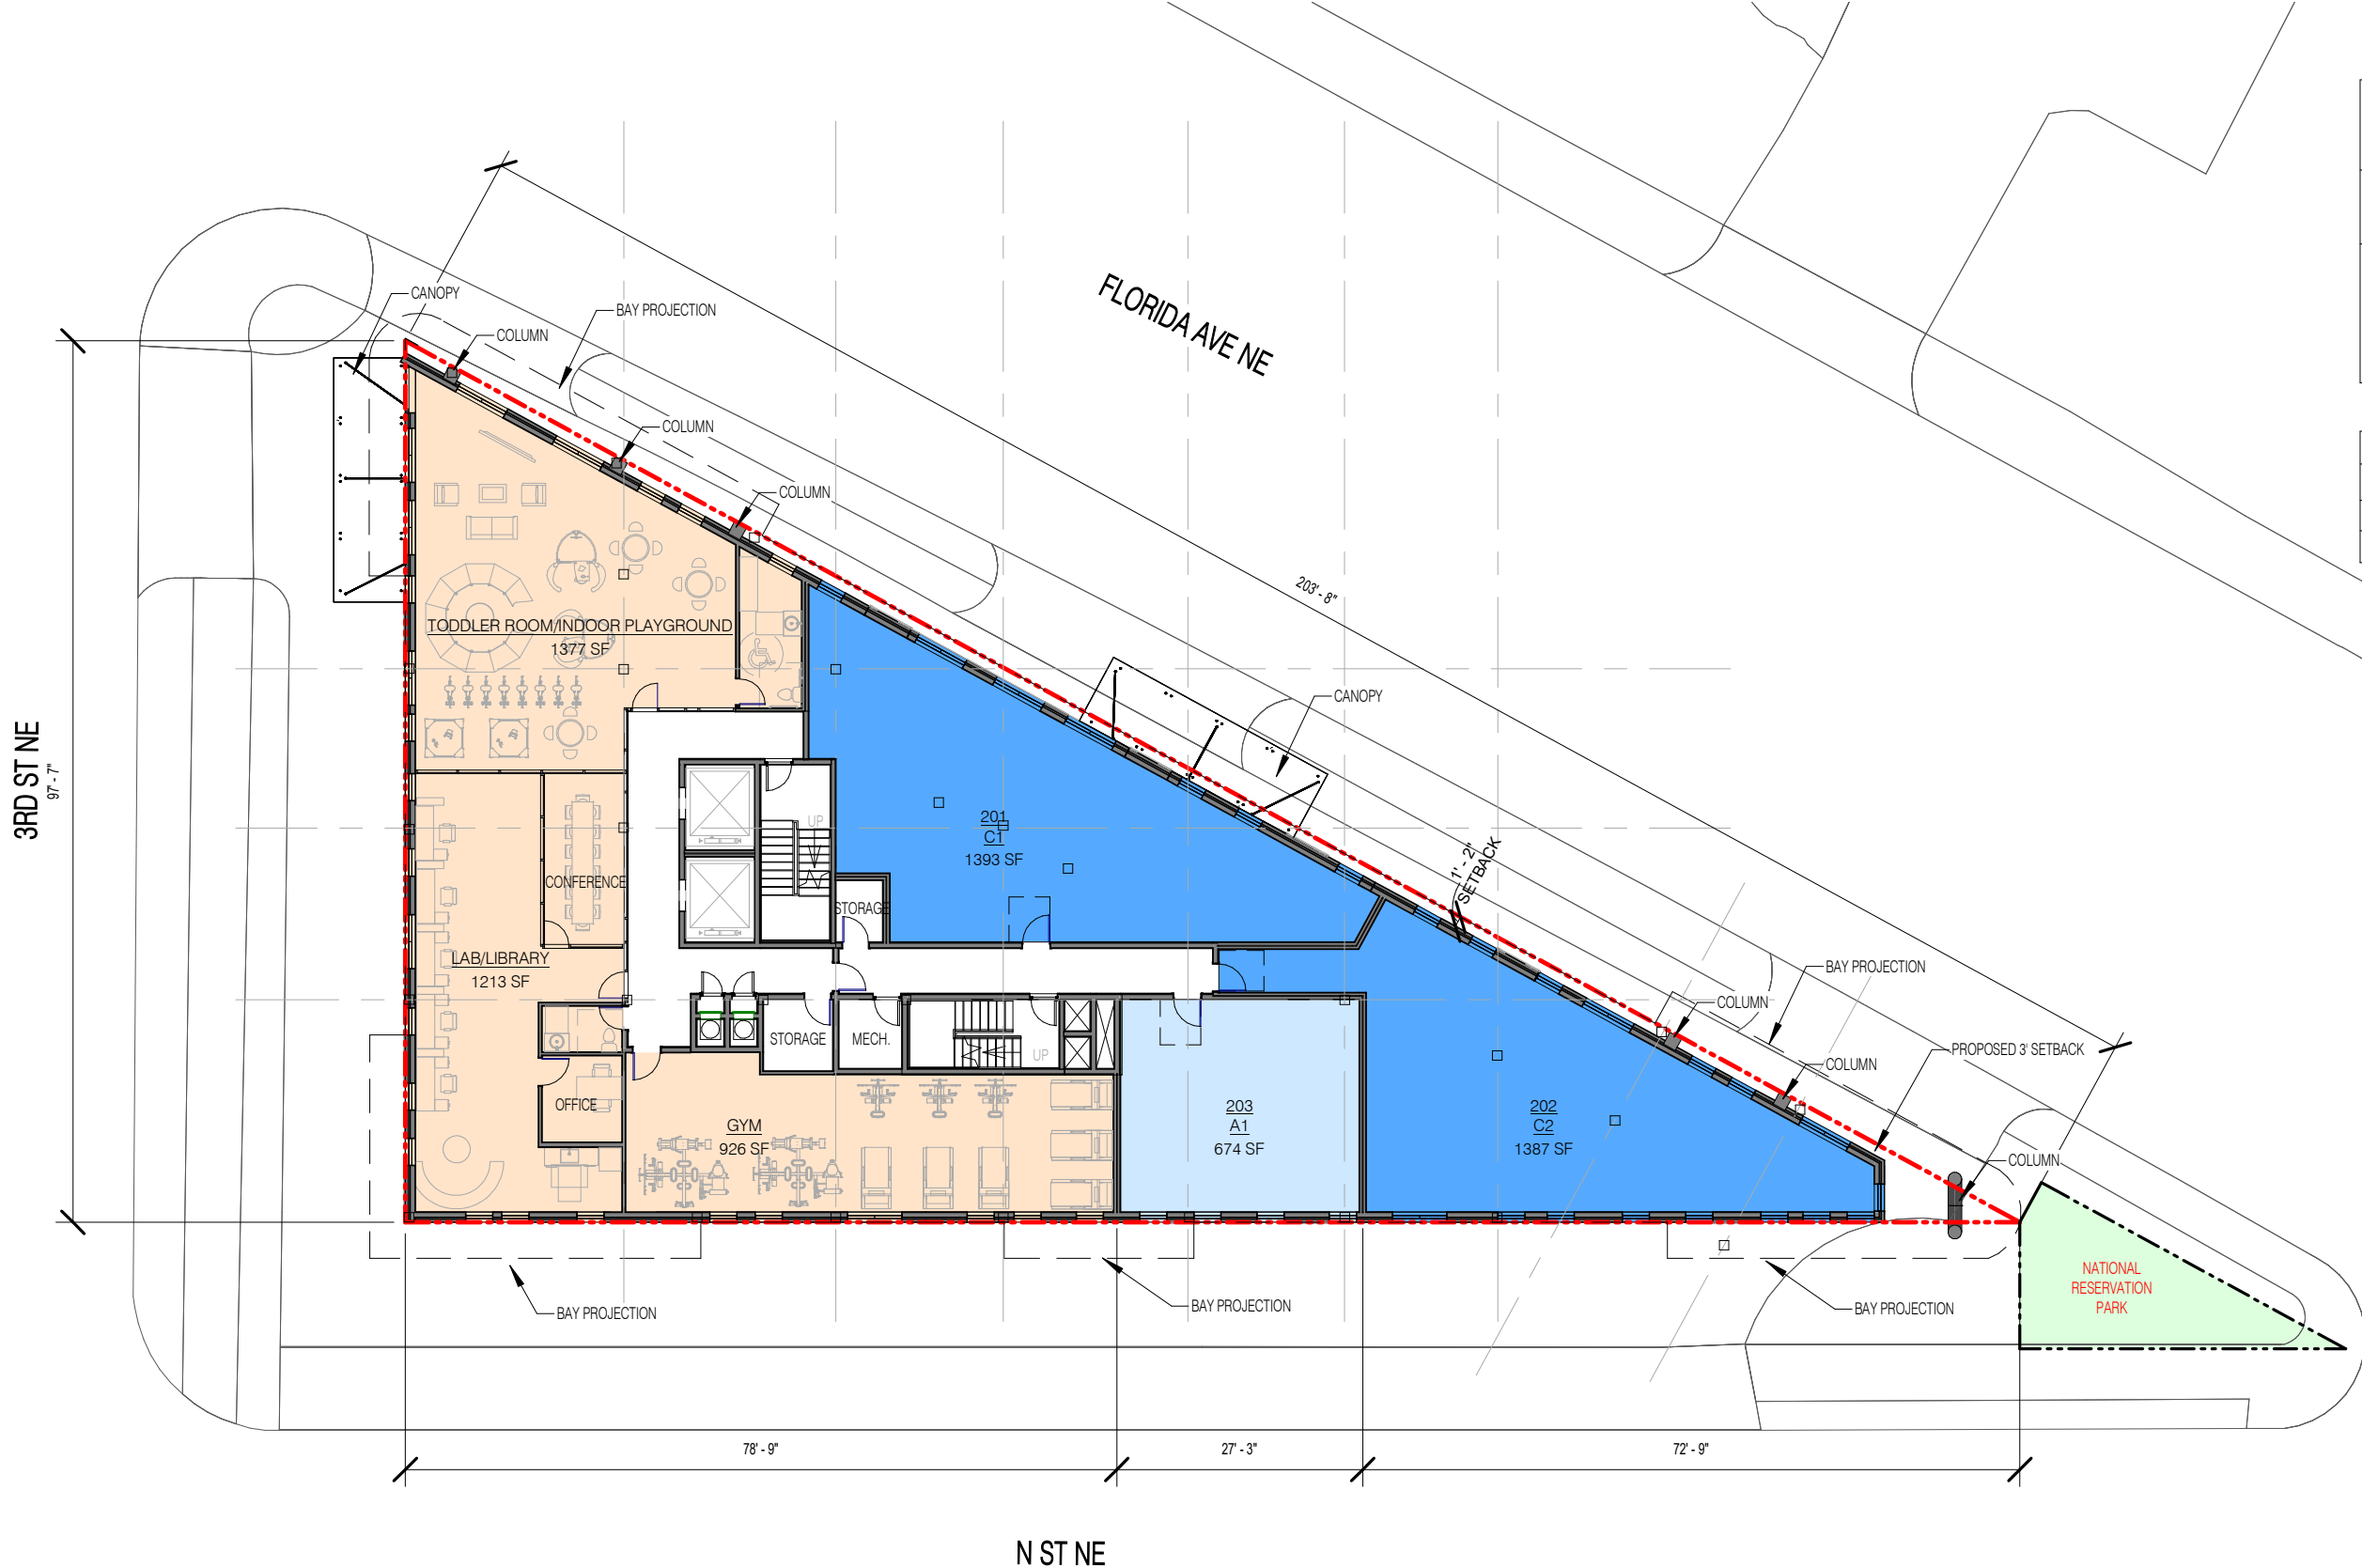 FLORIDA AVE NE
CANOPY
BAY PROJECTION
COLUMN
COLUMN
COLUMN
203' - 8"
TODDLER ROOM/INDOOR PLAYGROUND
1377 SF
CANOPY
3RD ST NE
97' - 7"
UP
201
C1
1393 SF
1' - 2"
SETBACK
CONFERENCE
STORAGE
LAB/LIBRARY
1213 SF
BAY PROJECTION
COLUMN
STORAGE
MECH.
UP
PROPOSED 3' SETBACK
COLUMN
OFFICE
GYM
926 SF
203
A1
674 SF
202
C2
1387 SF
COLUMN
NATIONAL
RESERVATION
PARK
BAY PROJECTION
BAY PROJECTION
BAY PROJECTION
78' - 9"
27' - 3"
72' - 9"
N ST NE